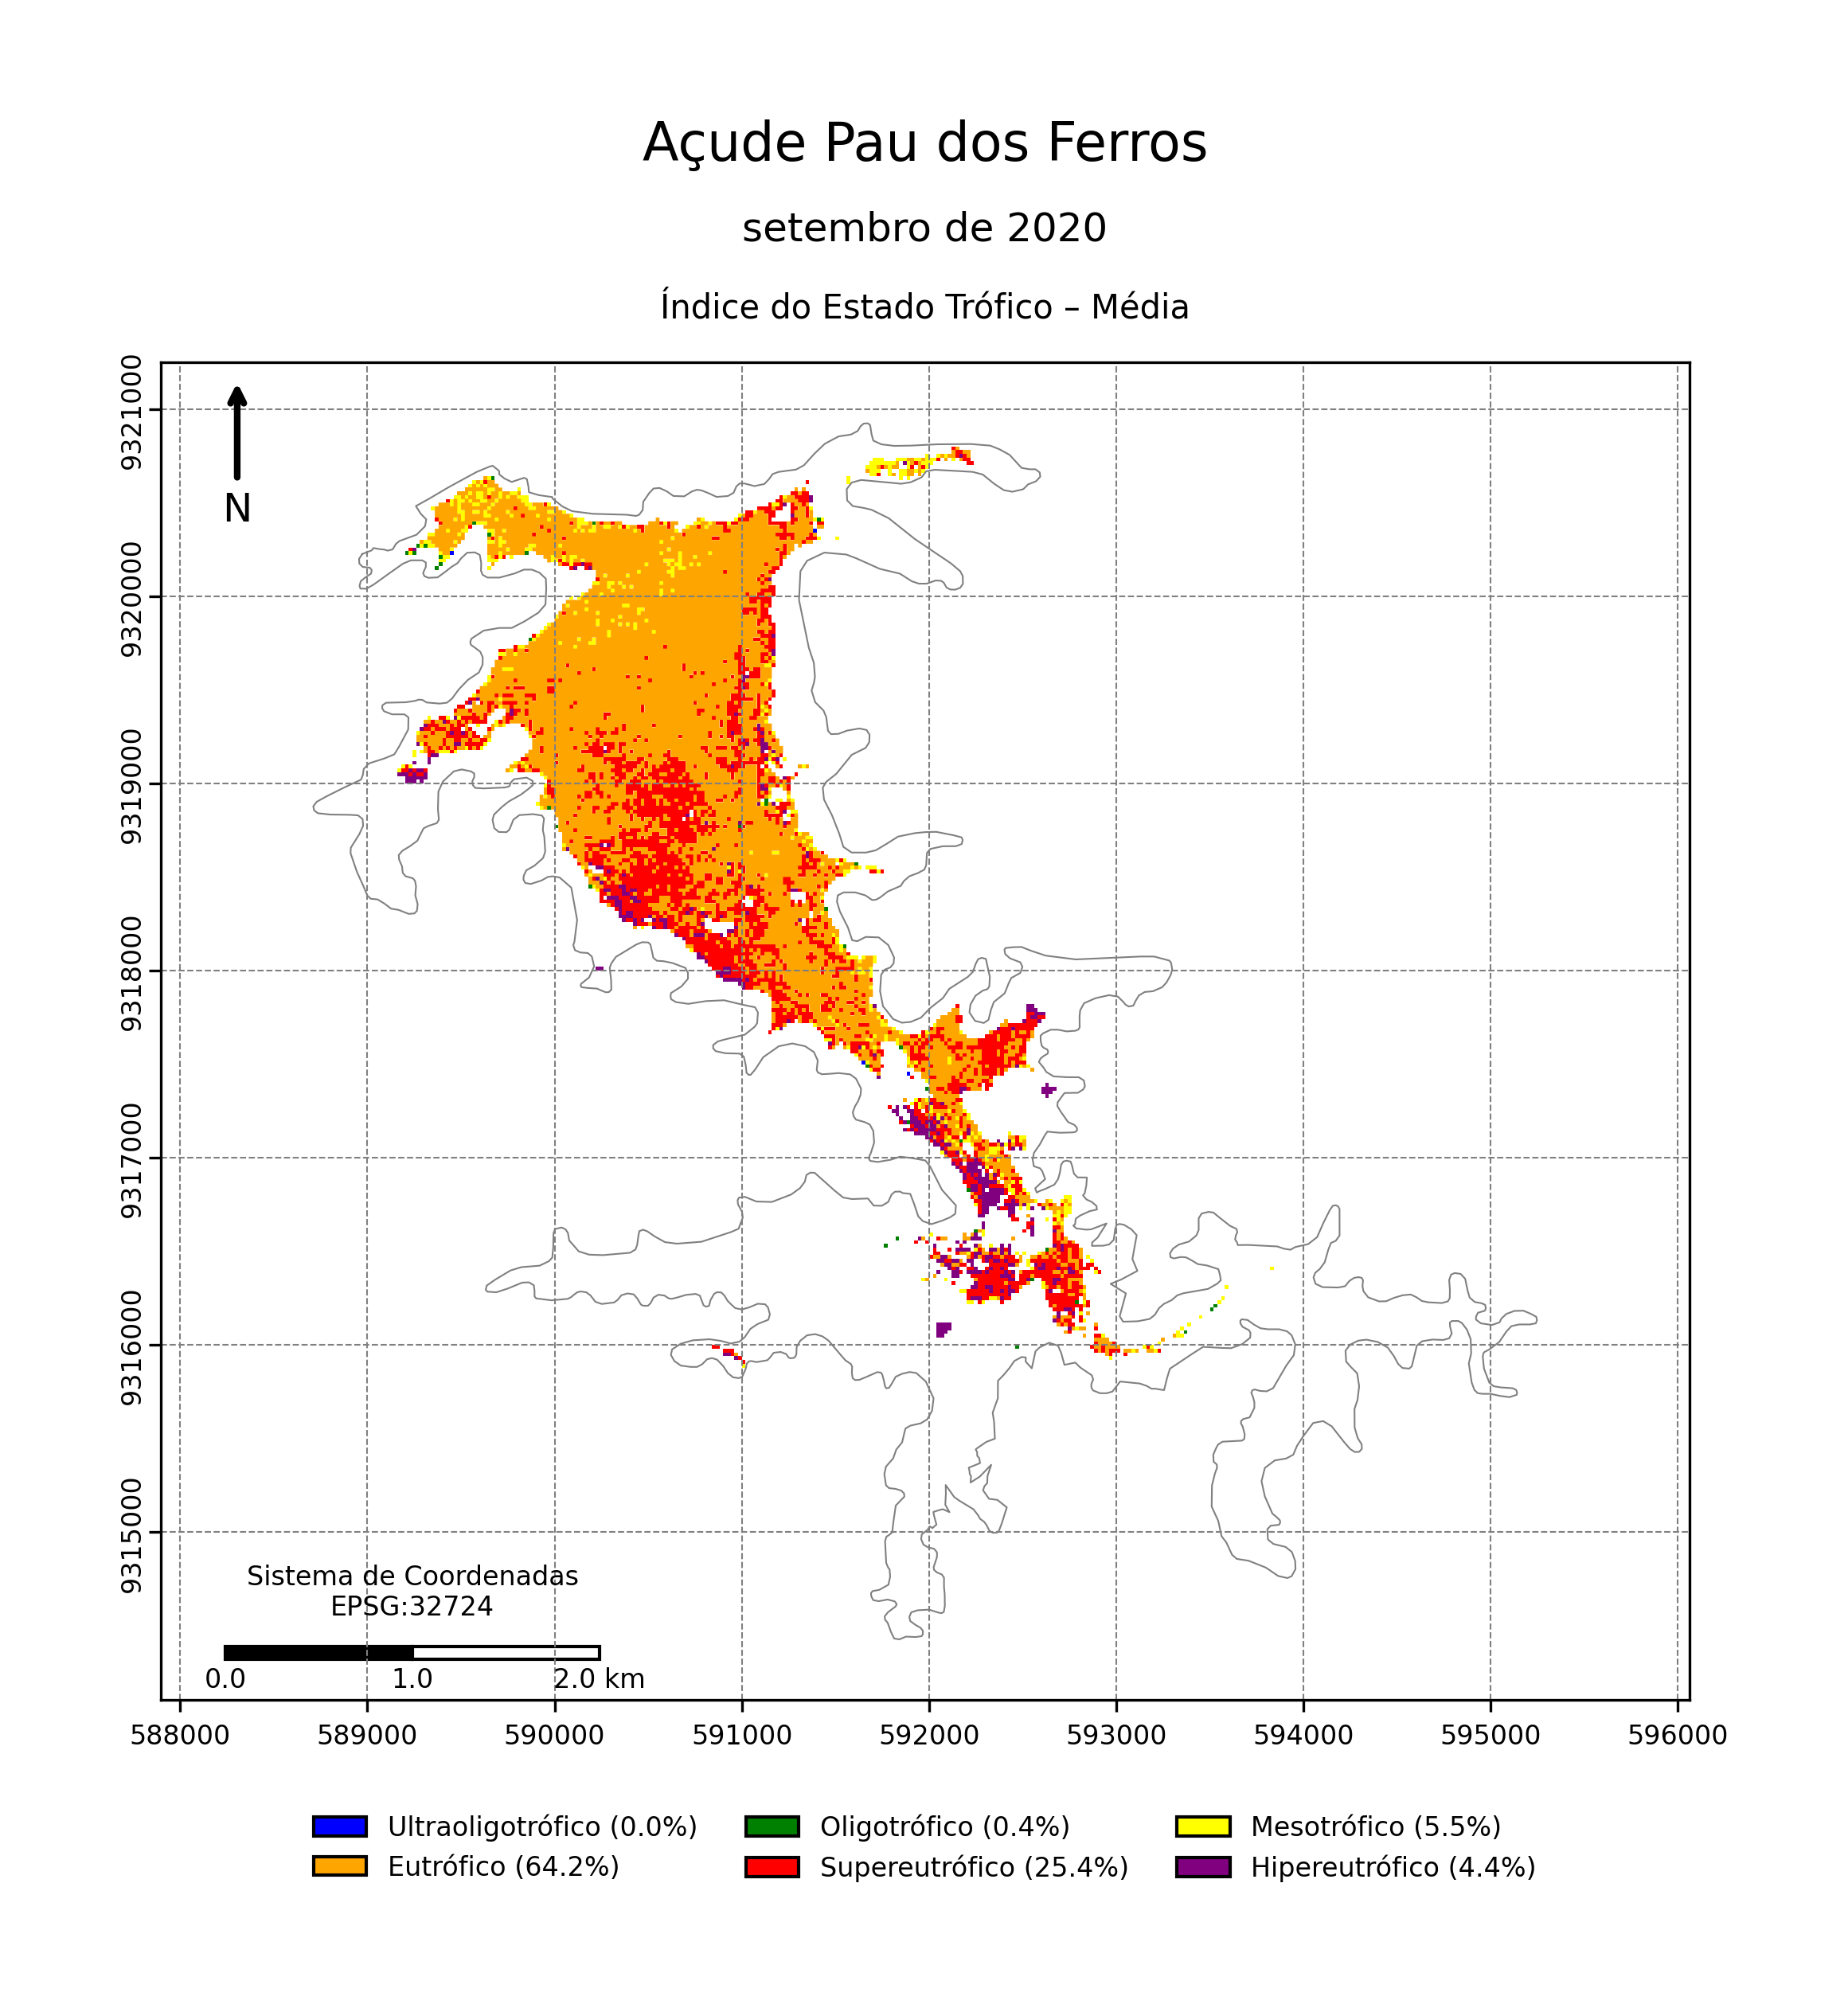 Açude Pau dos Ferros
setembro de 2020
Índice do Estado Trófico – Média
9321000
9320000
9319000
9318000
9317000
9316000
9315000
N
Sistema de Coordenadas
EPSG:32724
0.0 1.0 2.0 km
588000 589000 590000 591000 592000 593000 594000 595000 596000
Ultraoligotrófico (0.0%) Oligotrófico (0.4%) Mesotrófico (5.5%)
Eutrófico (64.2%) Supereutrófico (25.4%) Hipereutrófico (4.4%)